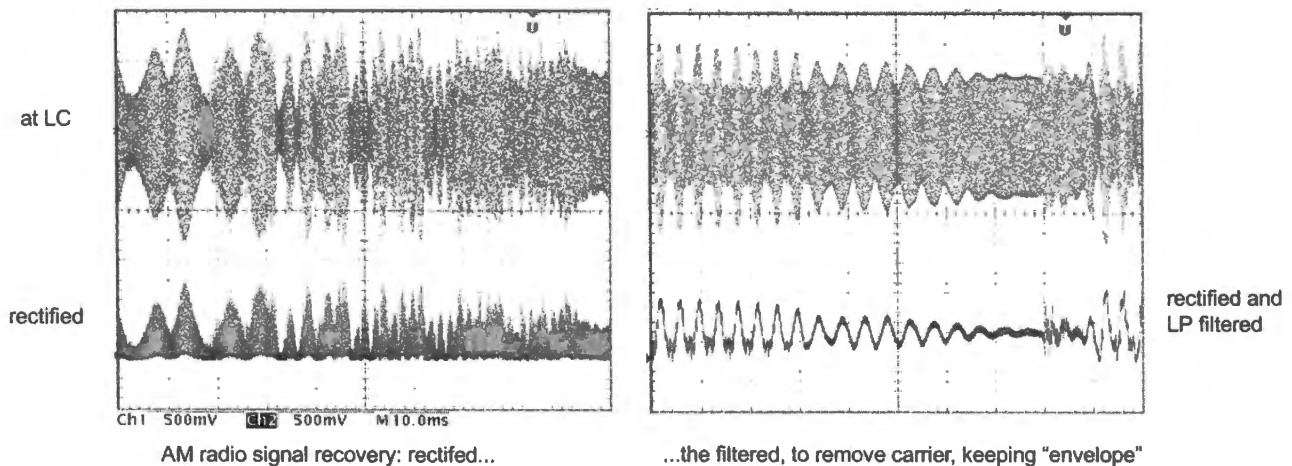 at LC
rectified
Ch1 500mV Ch2 500mV M 10.0ms
rectified and
LP filtered
AM radio signal recovery: rectifed...
...the filtered, to remove carrier, keeping “envelope”